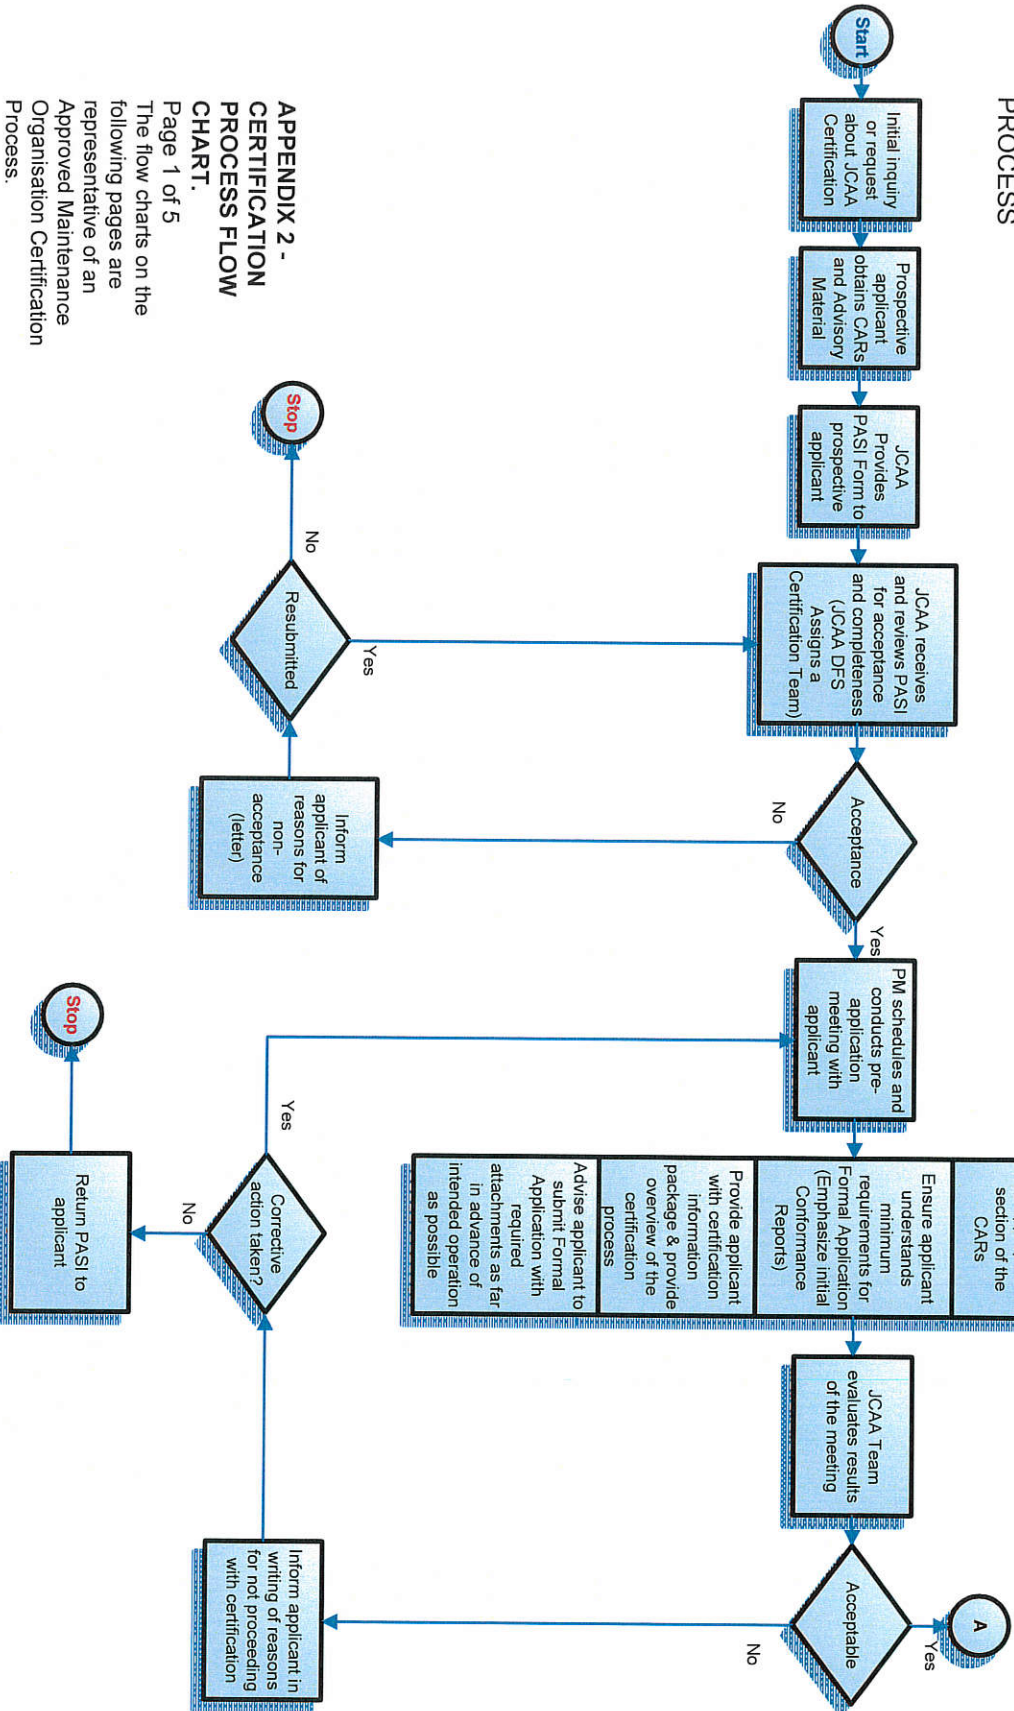 PROCESS
Start
Initial inquiry
or request
about JCAA
Certification
Prospective
applicant
obtains CARs
and Advisory
Material
JCAA
Provides
PASI Form to
prospective
applicant
JCAA receives
and reviews PASI
for acceptance
and completeness
(JCAA DFS
Assigns a
Certification Team)
Acceptance
Yes
No
PM schedules and
conducts pre-
application
meeting with
applicant
section of the
CARs
Ensure applicant
understands
minimum
requirements for
Formal Application
(Emphasize initial
Conformance
Reports)
Provide applicant
with certification
information
package & provide
overview of the
certification
process
Advise applicant to
submit Formal
Application with
required
attachments as far
in advance of
intended operation
as possible
JCAA Team
evaluates results
of the meeting
Acceptable
Yes
A
No
Inform
applicant of
reasons for
non-
acceptance
(letter)
Resubmitted
Yes
No
Stop
Inform applicant in
writing of reasons
for not proceeding
with certification
Corrective
action taken?
Yes
No
Return PASI to
applicant
Stop
APPENDIX 2 -
CERTIFICATION
PROCESS FLOW
CHART.
Page 1 of 5
The flow charts on the
following pages are
representative of an
Approved Maintenance
Organisation Certification
Process.